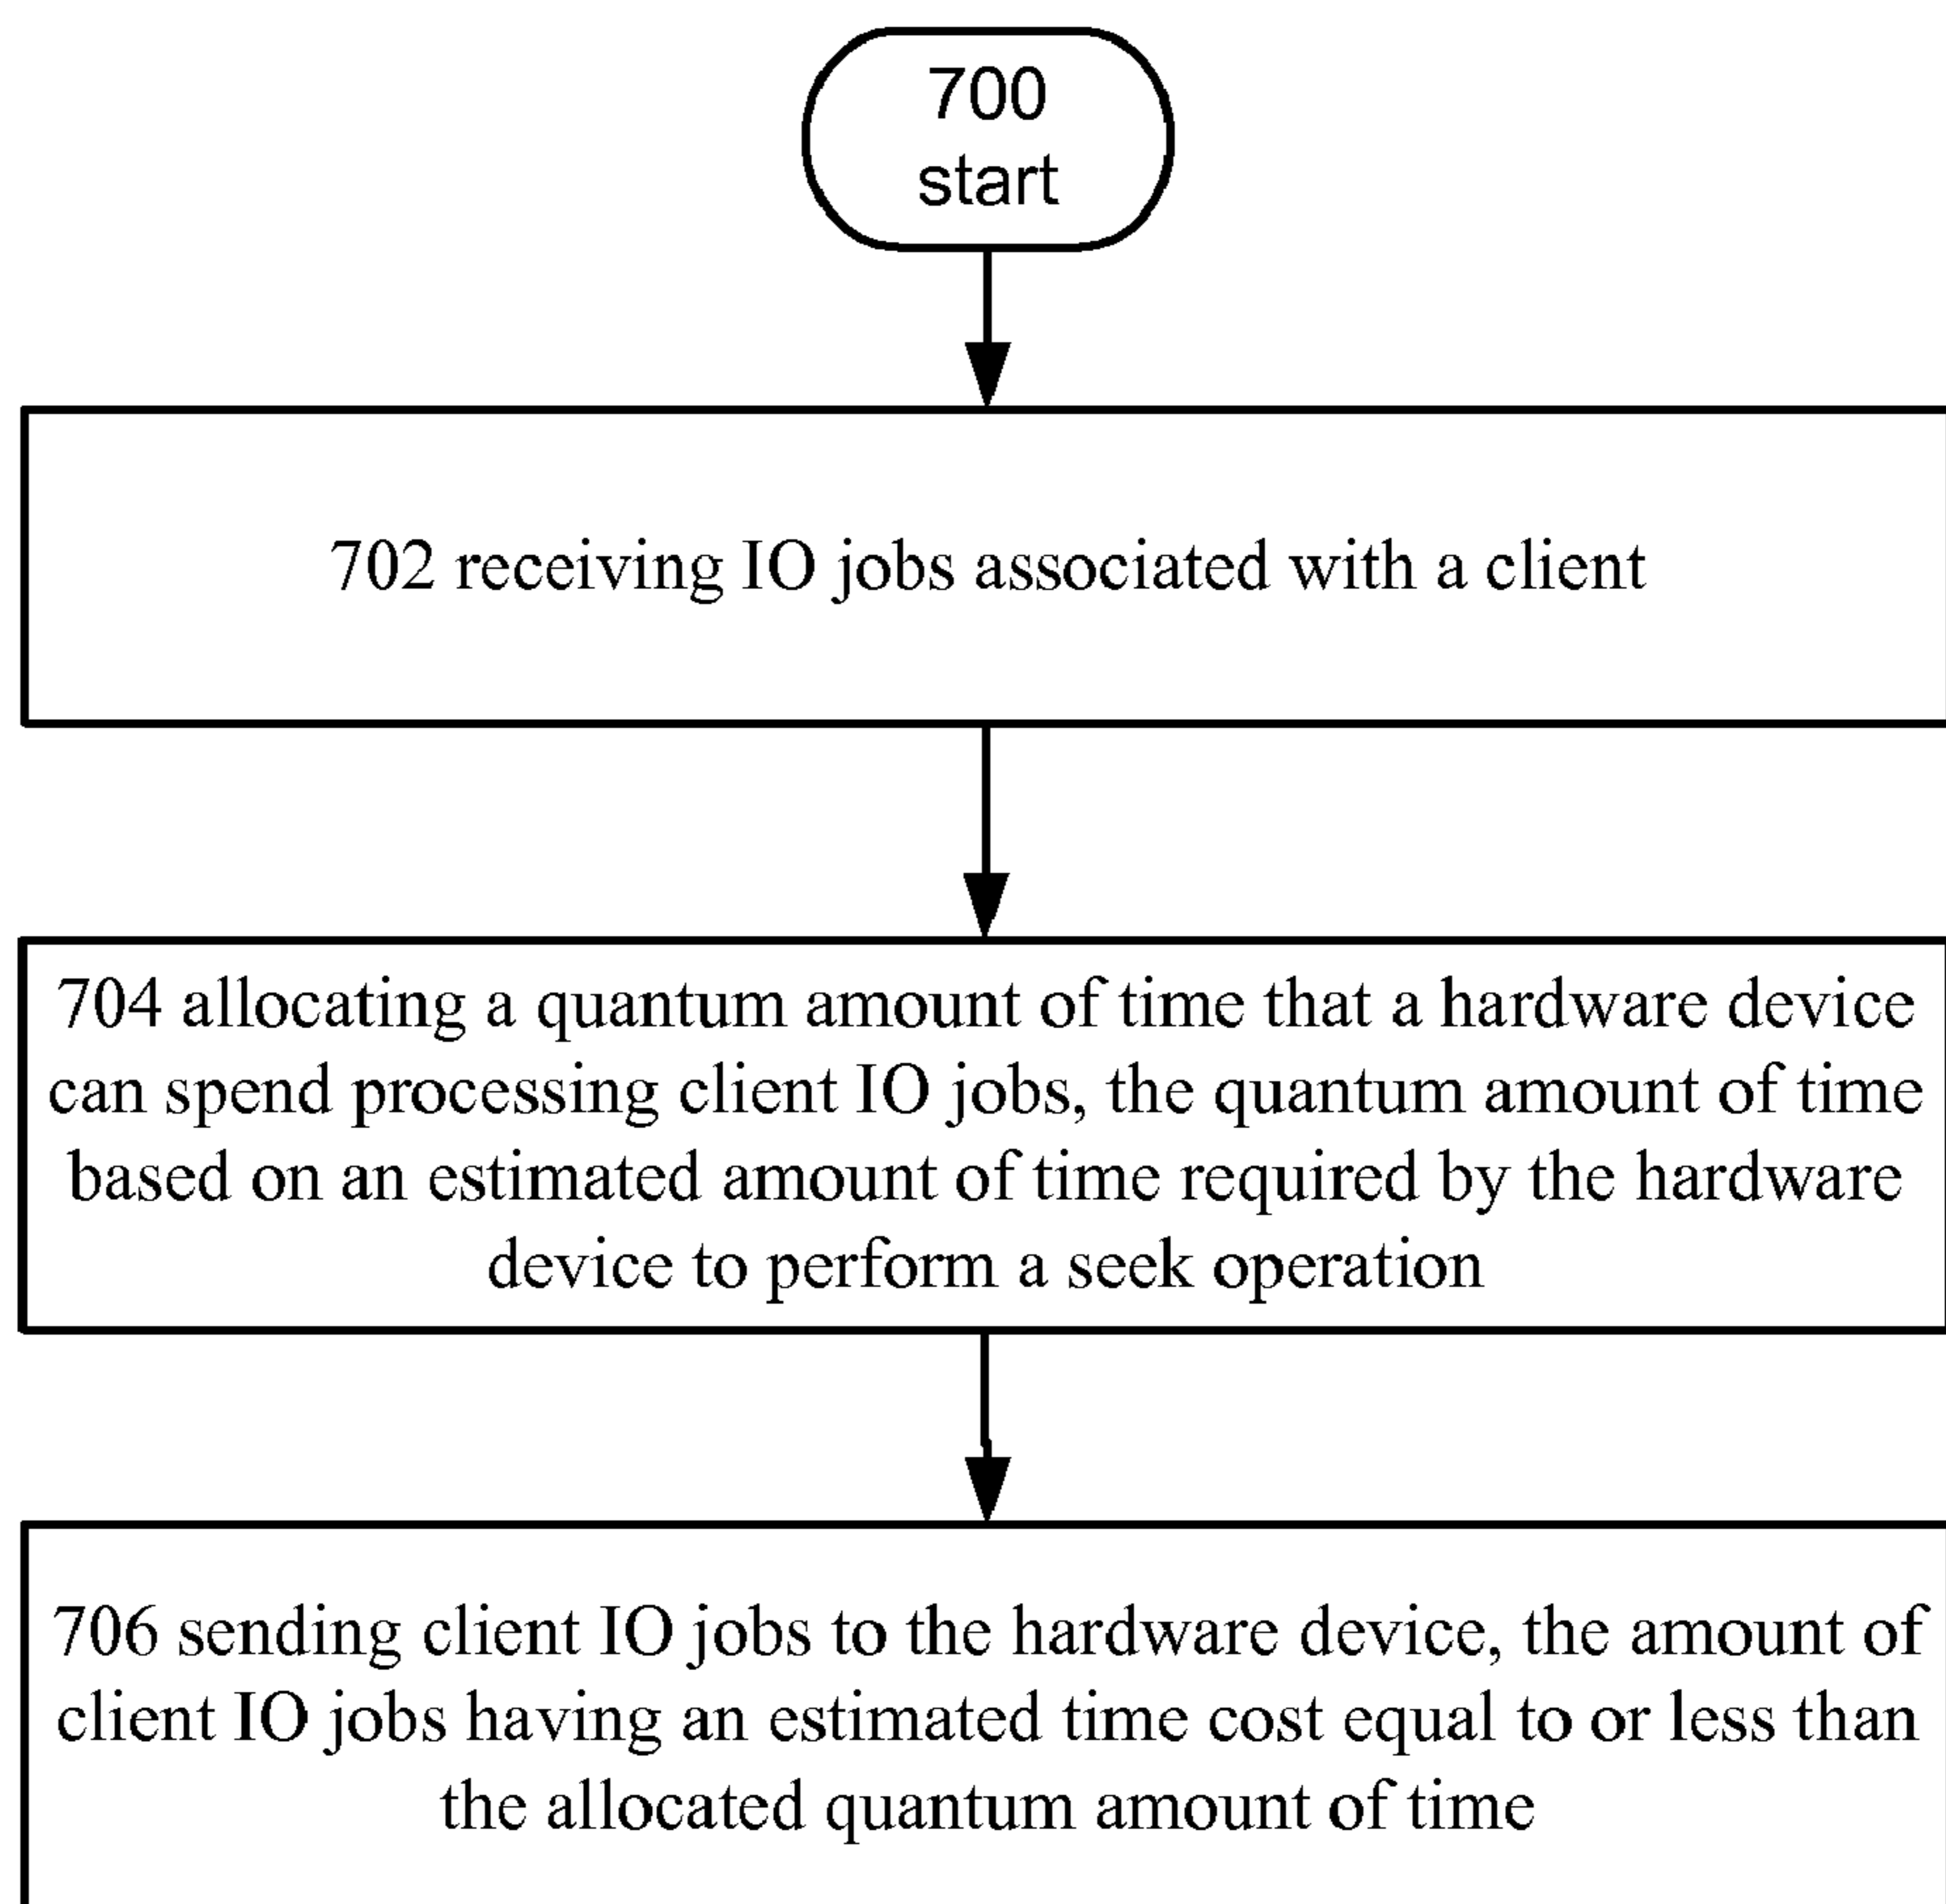 700
start
702 receiving IO jobs associated with a client
704 allocating a quantum amount of time that a hardware device
can spend processing client IO jobs, the quantum amount of time
based on an estimated amount of time required by the hardware
device to perform a seek operation
706 sending client IO jobs to the hardware device, the amount of
client IO jobs having an estimated time cost equal to or less than
the allocated quantum amount of time